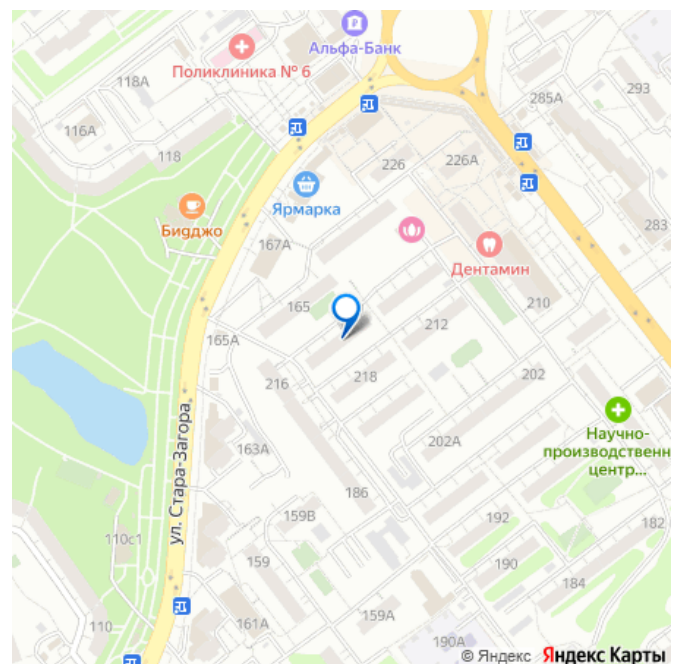 Альфа-Банк
Поликлиника № 6
118А
293
285А
116А
118
226
226А
Ярмарка
Биджо
283
167А
Дентамин
165
210
165А
212
216
218
202
ул. Стара-Загора
163А
202А
Научно-
производственн
центр...
186
159В
192
182
110с1
159
190
184
110
161А
159А
190А
© Яндекс Яндекс Карты